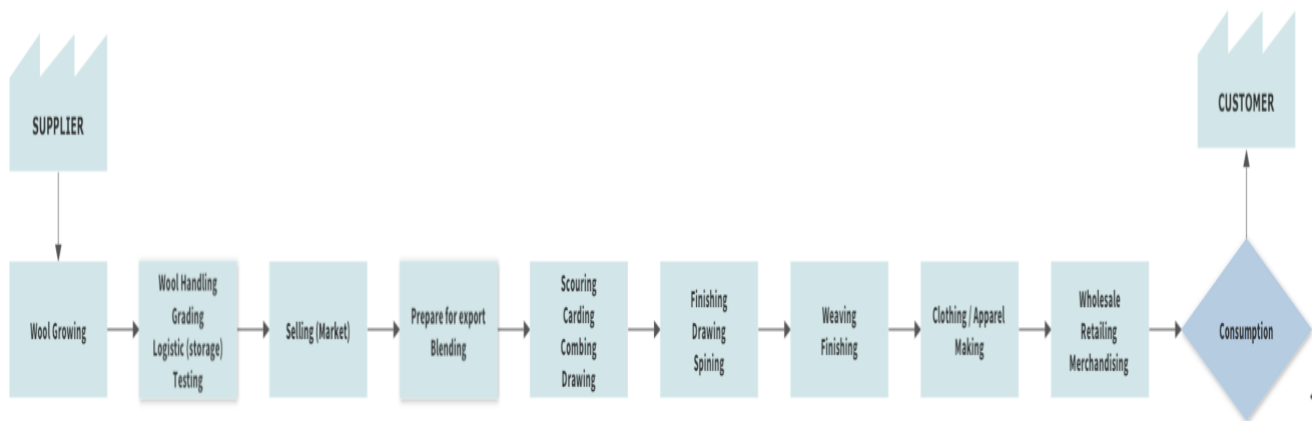 SUPPLIER
CUSTOMER
Wool Growing
Wool Handling
Grading
Logistic (storage)
Testing
Selling (Market)
Prepare for export
Blending
Scouring
Carding
Combing
Drawing
Finishing
Drawing
Spining
Weaving
Finishing
Clothing / Apparel
Making
Wholesale
Retailing
Merchandising
Consumption